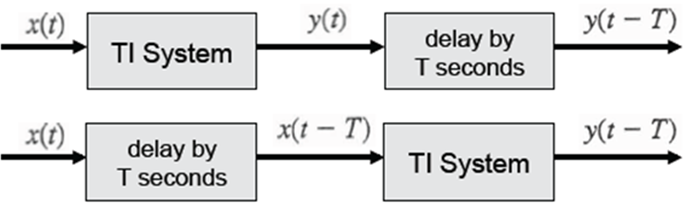 x(t) TI System y(t) delay by T seconds y(t − T)
x(t) delay by T seconds x(t − T) TI System y(t − T)